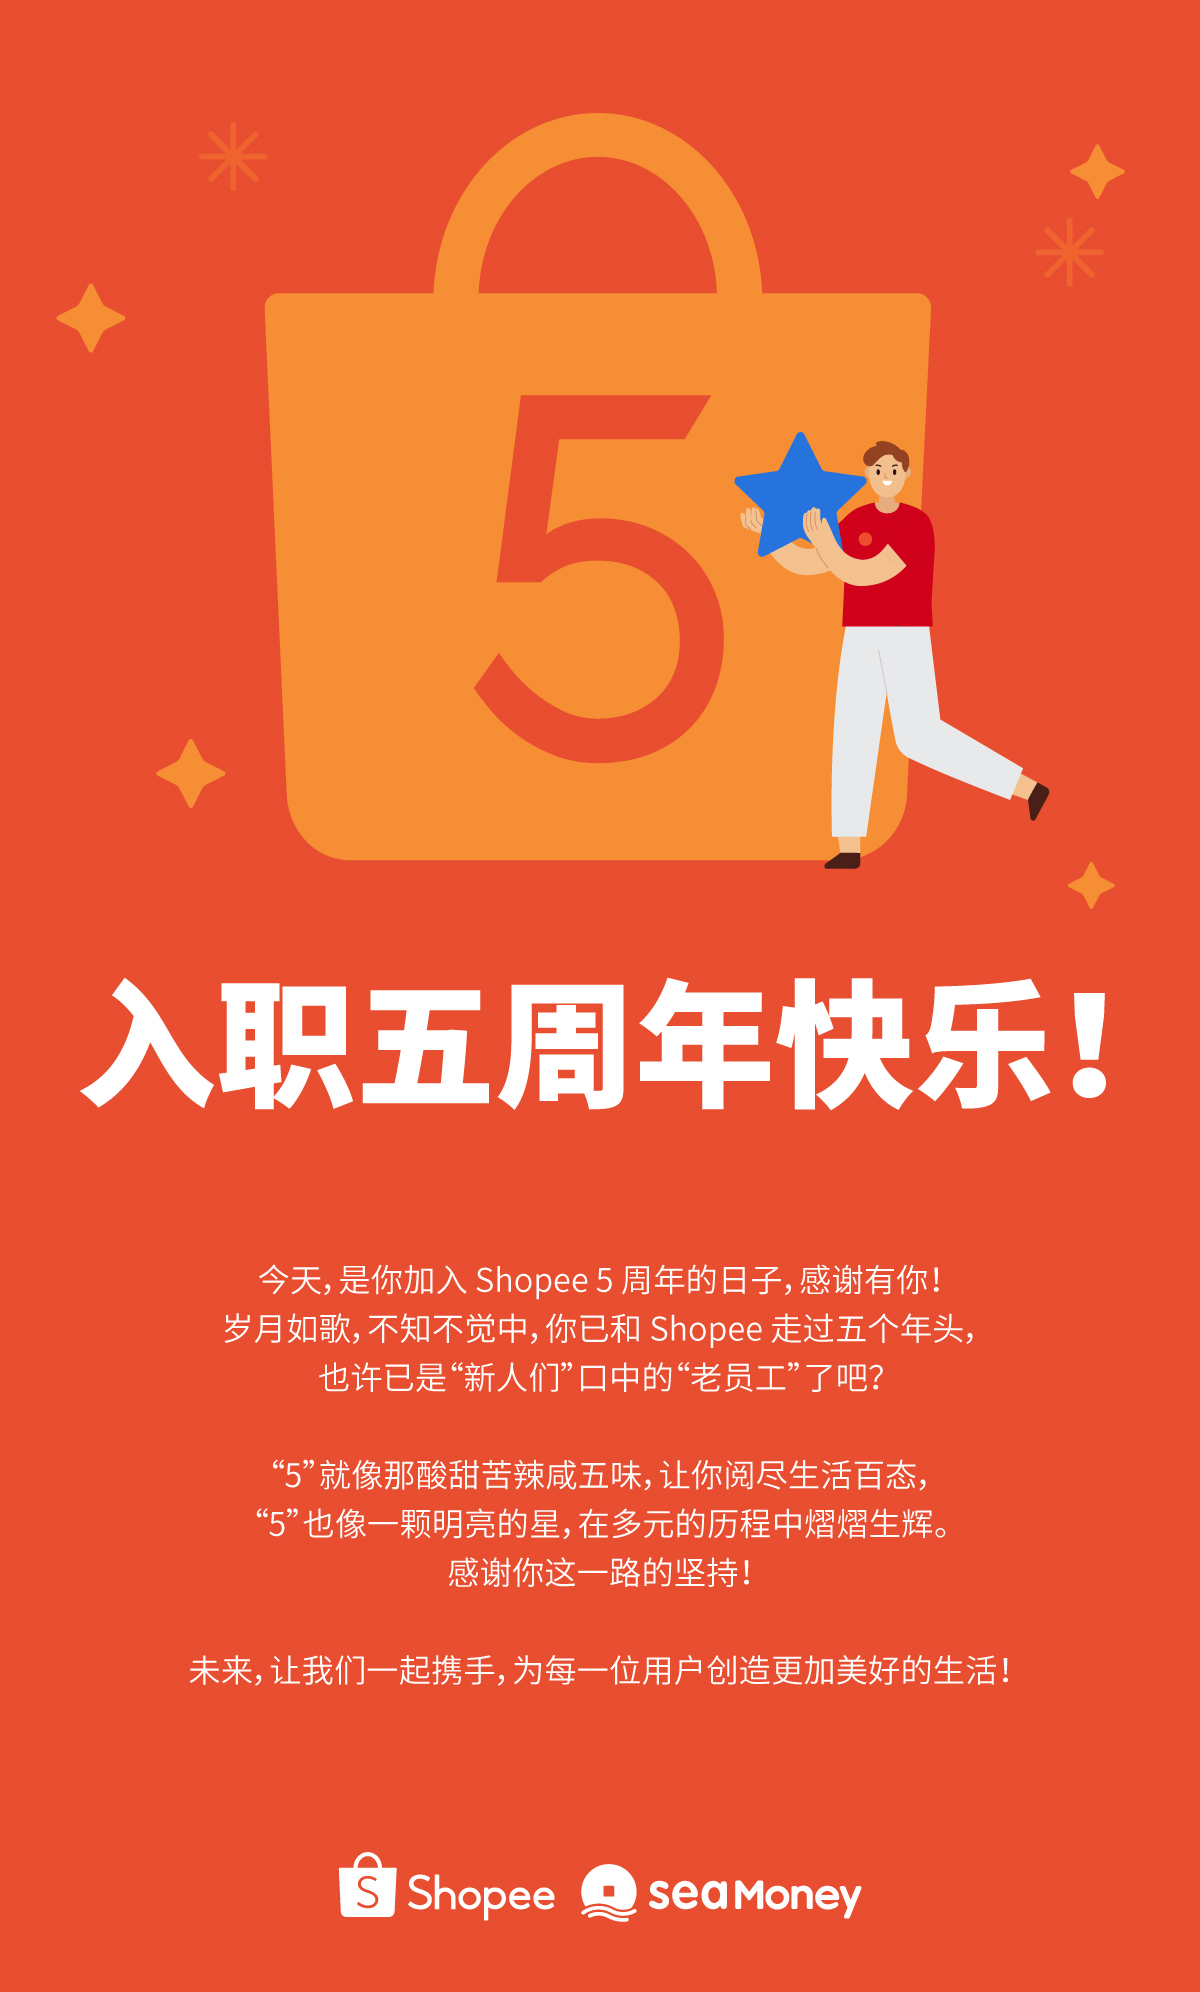 5
入职五周年快乐！
今天，是你加入 Shopee 5 周年的日子，感谢有你！
岁月如歌，不知不觉中，你已和 Shopee 走过五个年头，
也许已是“新人们”口中的“老员工”了吧？
“5”就像那酸甜苦辣咸五味，让你阅尽生活百态，
“5”也像一颗明亮的星，在多元的历程中熠熠生辉。
感谢你这一路的坚持！
未来，让我们一起携手，为每一位用户创造更加美好的生活！
S Shopee sea Money